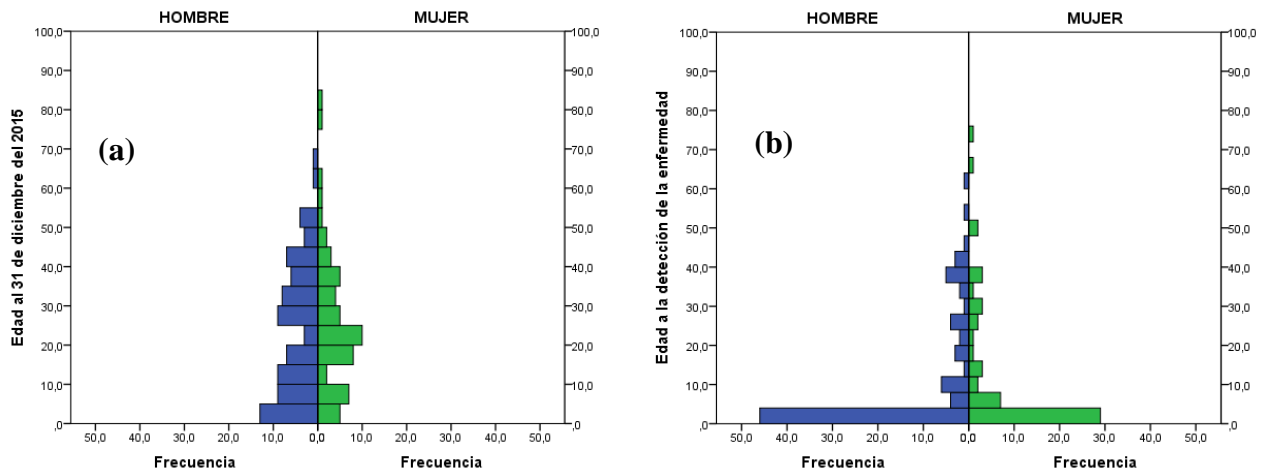 HOMBRE MUJER
Edad al 31 de diciembre del 2015
100,0 100,0
90,0 90,0
80,0 80,0
70,0 70,0
60,0 60,0
50,0 50,0
40,0 40,0
30,0 30,0
20,0 20,0
10,0 10,0
,0 ,0
(a)
50,0 40,0 30,0 20,0 10,0 0,0 10,0 20,0 30,0 40,0 50,0
Frecuencia Frecuencia
HOMBRE MUJER
Edad a la detección de la enfermedad
100,0 100,0
90,0 90,0
80,0 80,0
70,0 70,0
60,0 60,0
50,0 50,0
40,0 40,0
30,0 30,0
20,0 20,0
10,0 10,0
,0 ,0
(b)
50,0 40,0 30,0 20,0 10,0 0,0 10,0 20,0 30,0 40,0 50,0
Frecuencia Frecuencia